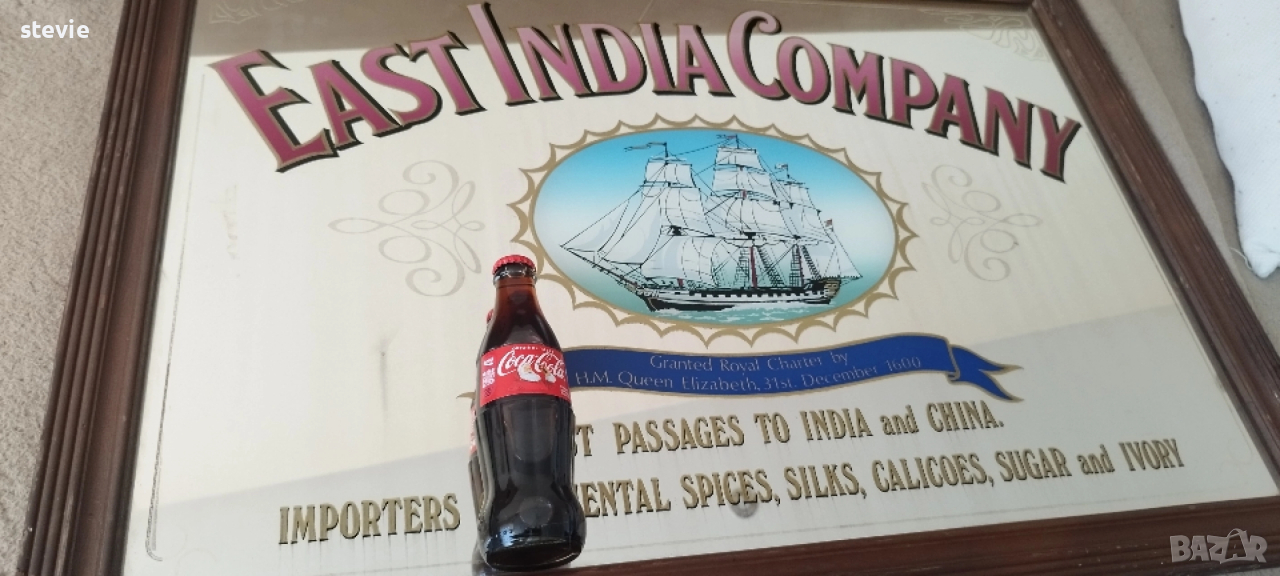 stevie
EAST INDIA COMPANY
Granted Royal Charter by
H.M. Queen Elizabeth, 31st. December 1600
PASSAGES TO INDIA and CHINA.
IMPORTERS SPICES, SILKS, CALICOES, SUGAR and IVORY
Coca-Cola
BAZAR